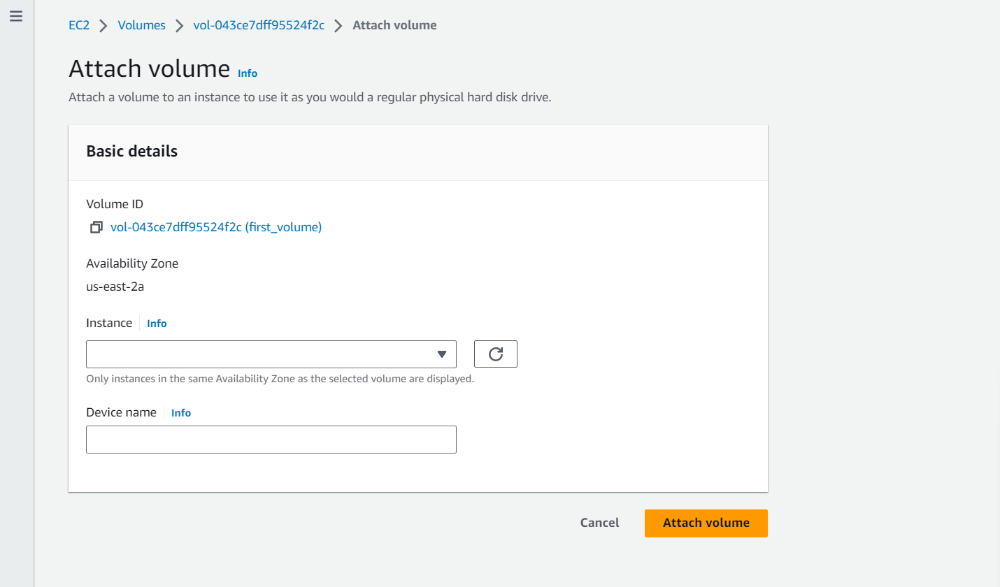 EC2 Volumes vol-043ce7dff95524f2c Attach volume
Attach volume Info
Attach a volume to an instance to use it as you would a regular physical hard disk drive.
Basic details
Volume ID
vol-043ce7dff95524f2c (first_volume)
Availability Zone
us-east-2a
Instance Info
Only instances in the same Availability Zone as the selected volume are displayed.
Device name Info
Cancel Attach volume